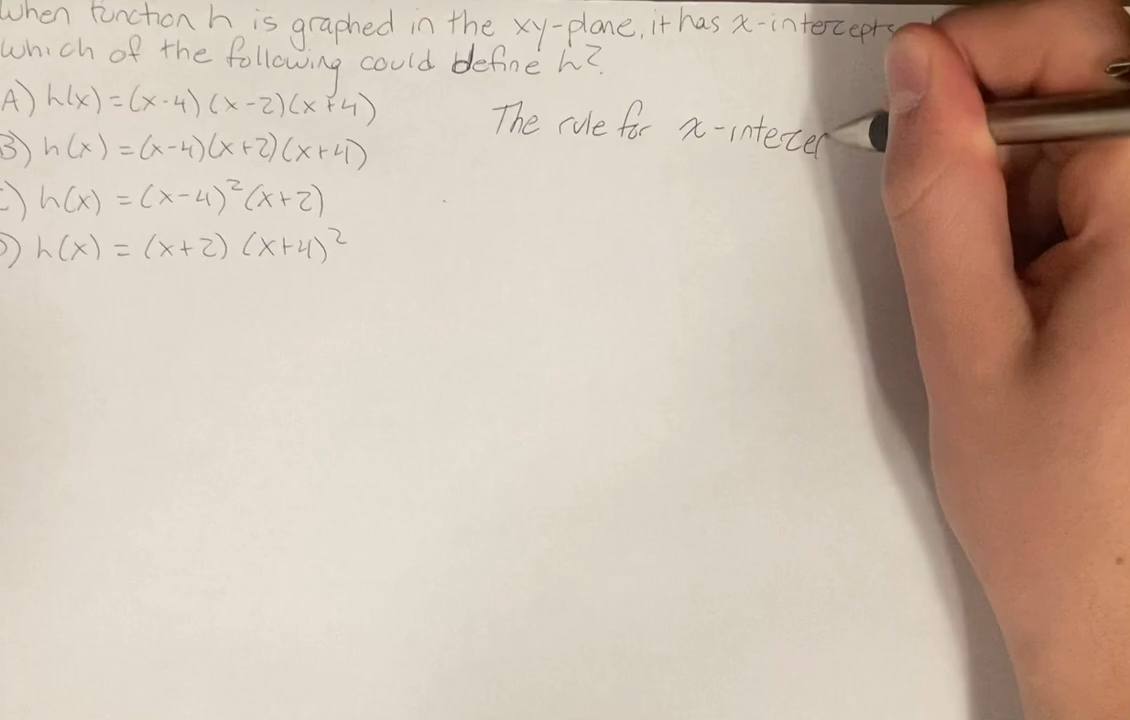 When function h is graphed in the xy-plane, it has x-intercepts
which of the following could define h?
A) h(x) = (x-4)(x-2)(x+4)
The rule for x-intercep
B) h(x) = (x-4)(x+2)(x+4)
C) h(x) = (x-4)²(x+2)
D) h(x) = (x+2) (x+4)²